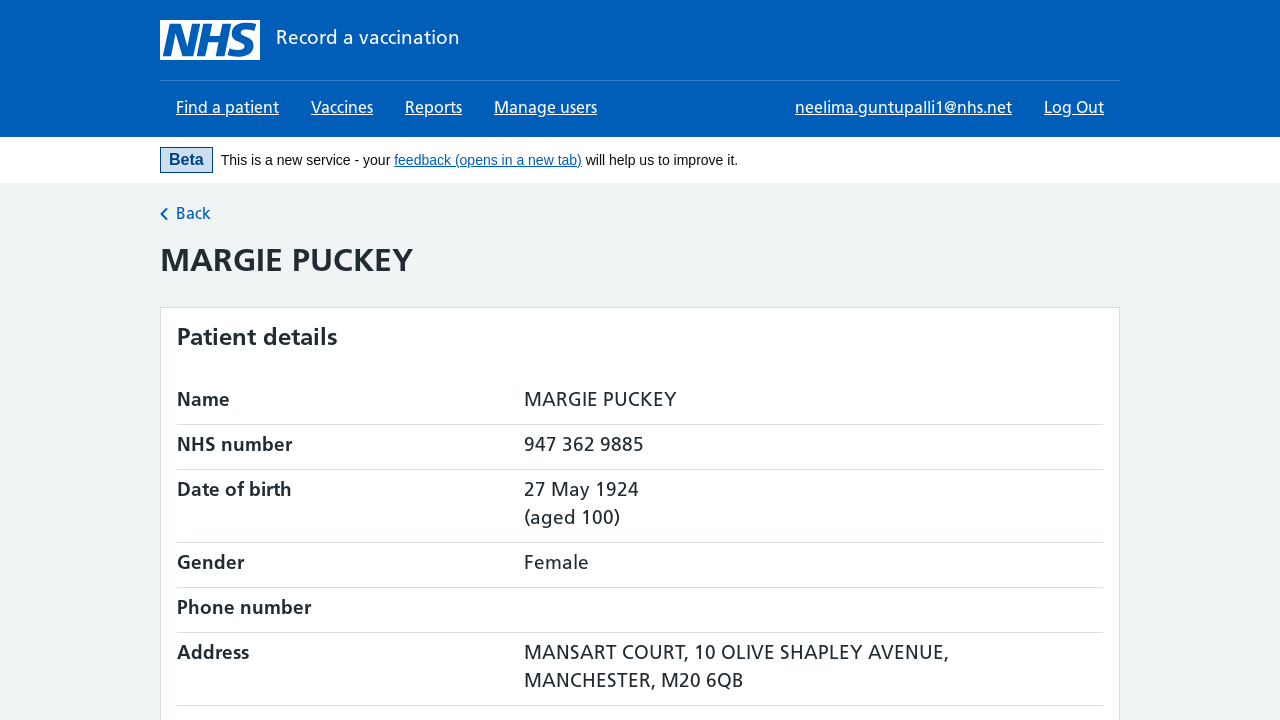 NHS Record a vaccination
Find a patient Vaccines Reports Manage users neelima.guntupalli1@nhs.net Log Out
Beta This is a new service - your feedback (opens in a new tab) will help us to improve it.
Back
MARGIE PUCKEY
Patient details
Name MARGIE PUCKEY
NHS number 947 362 9885
Date of birth 27 May 1924
(aged 100)
Gender Female
Phone number
Address MANSART COURT, 10 OLIVE SHAPLEY AVENUE,
MANCHESTER, M20 6QB